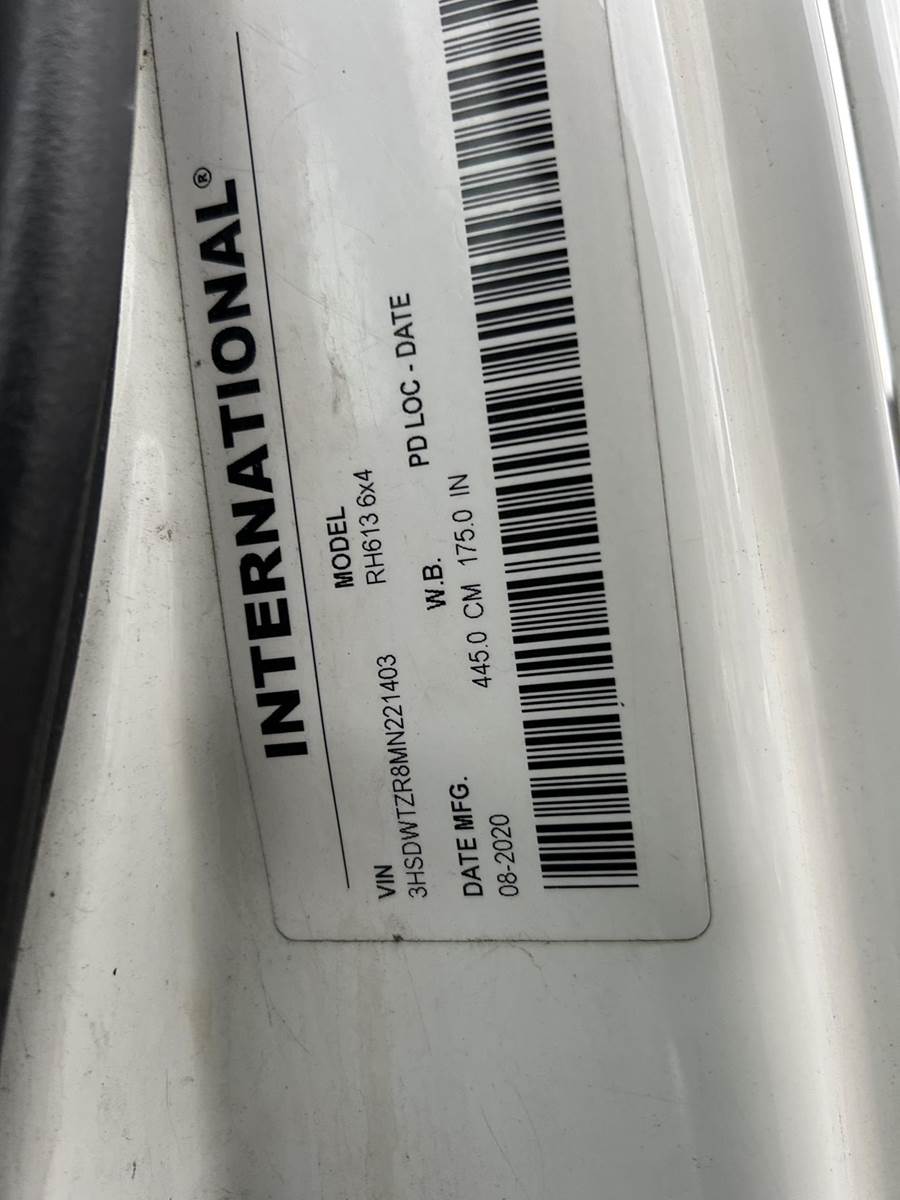 INTERNATIONAL®
VIN MODEL
3HSDWTZR8MN221403 RH613 6x4
DATE MFG. W.B. PD LOC - DATE
08-2020 445.0 CM 175.0 IN